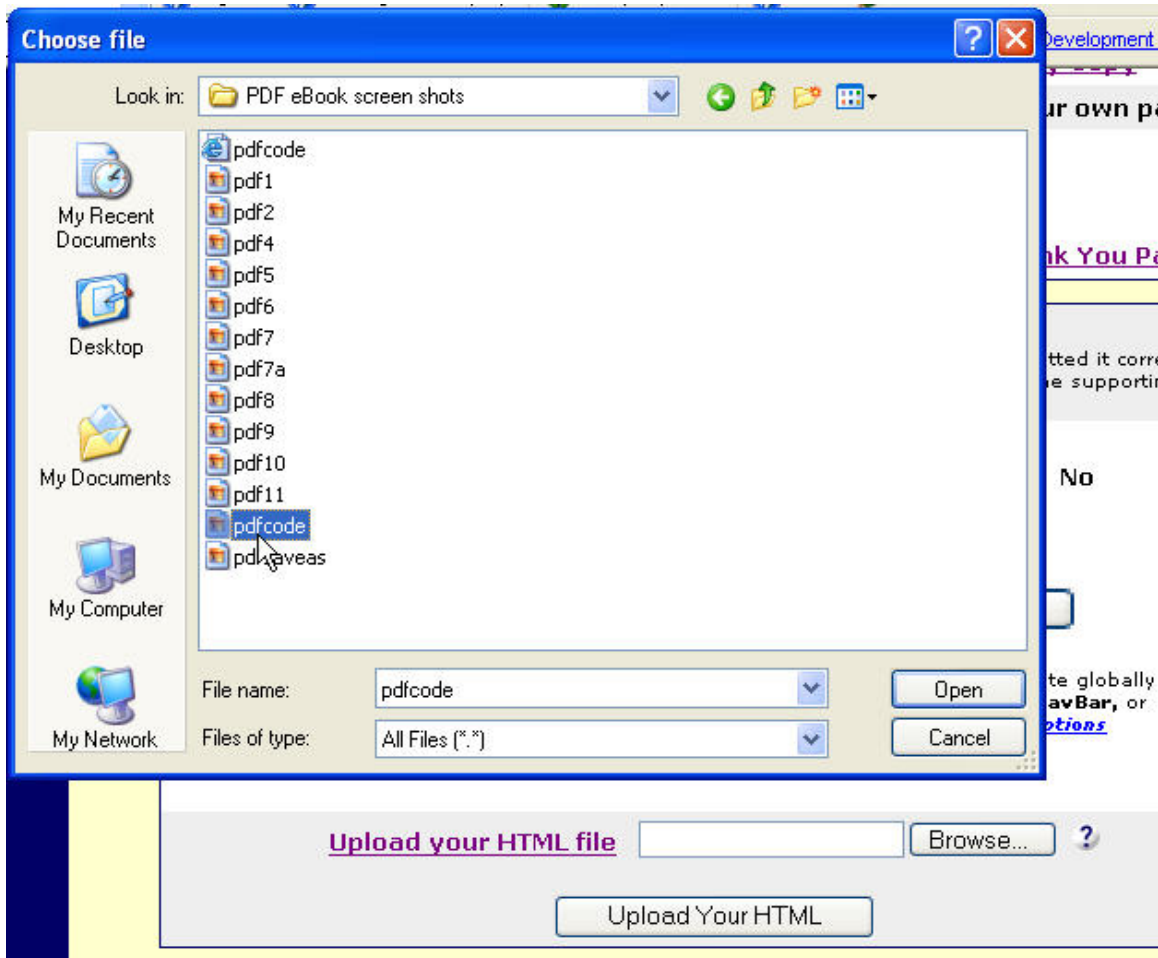 Choose file
Development
Look in:
PDF eBook screen shots
ur own pa
My Recent
Documents
Desktop
My Documents
My Computer
My Network
pdfcode
pdf1
pdf2
pdf4
pdf5
pdf6
pdf7
pdf7a
pdf8
pdf9
pdf10
pdf11
pdfcode
nk You Pa
tted it corre
e supportin
No
File name:
pdfcode
Open
Files of type:
All Files (*.*)
Cancel
te globally
avBar, or
ptions
Upload your HTML file
Browse...
?
Upload Your HTML